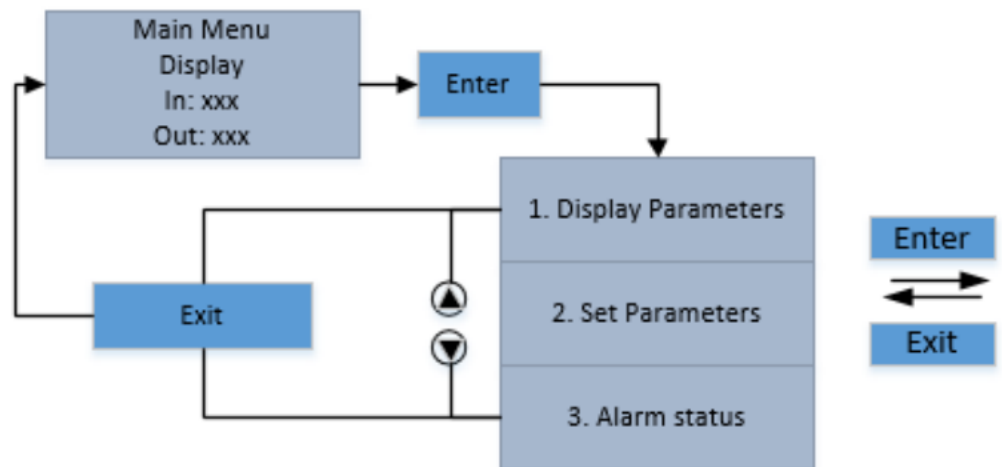 Main Menu
Display
In: xxx
Out: xxx
Enter
1. Display Parameters
2. Set Parameters
3. Alarm status
Exit
Enter
Exit